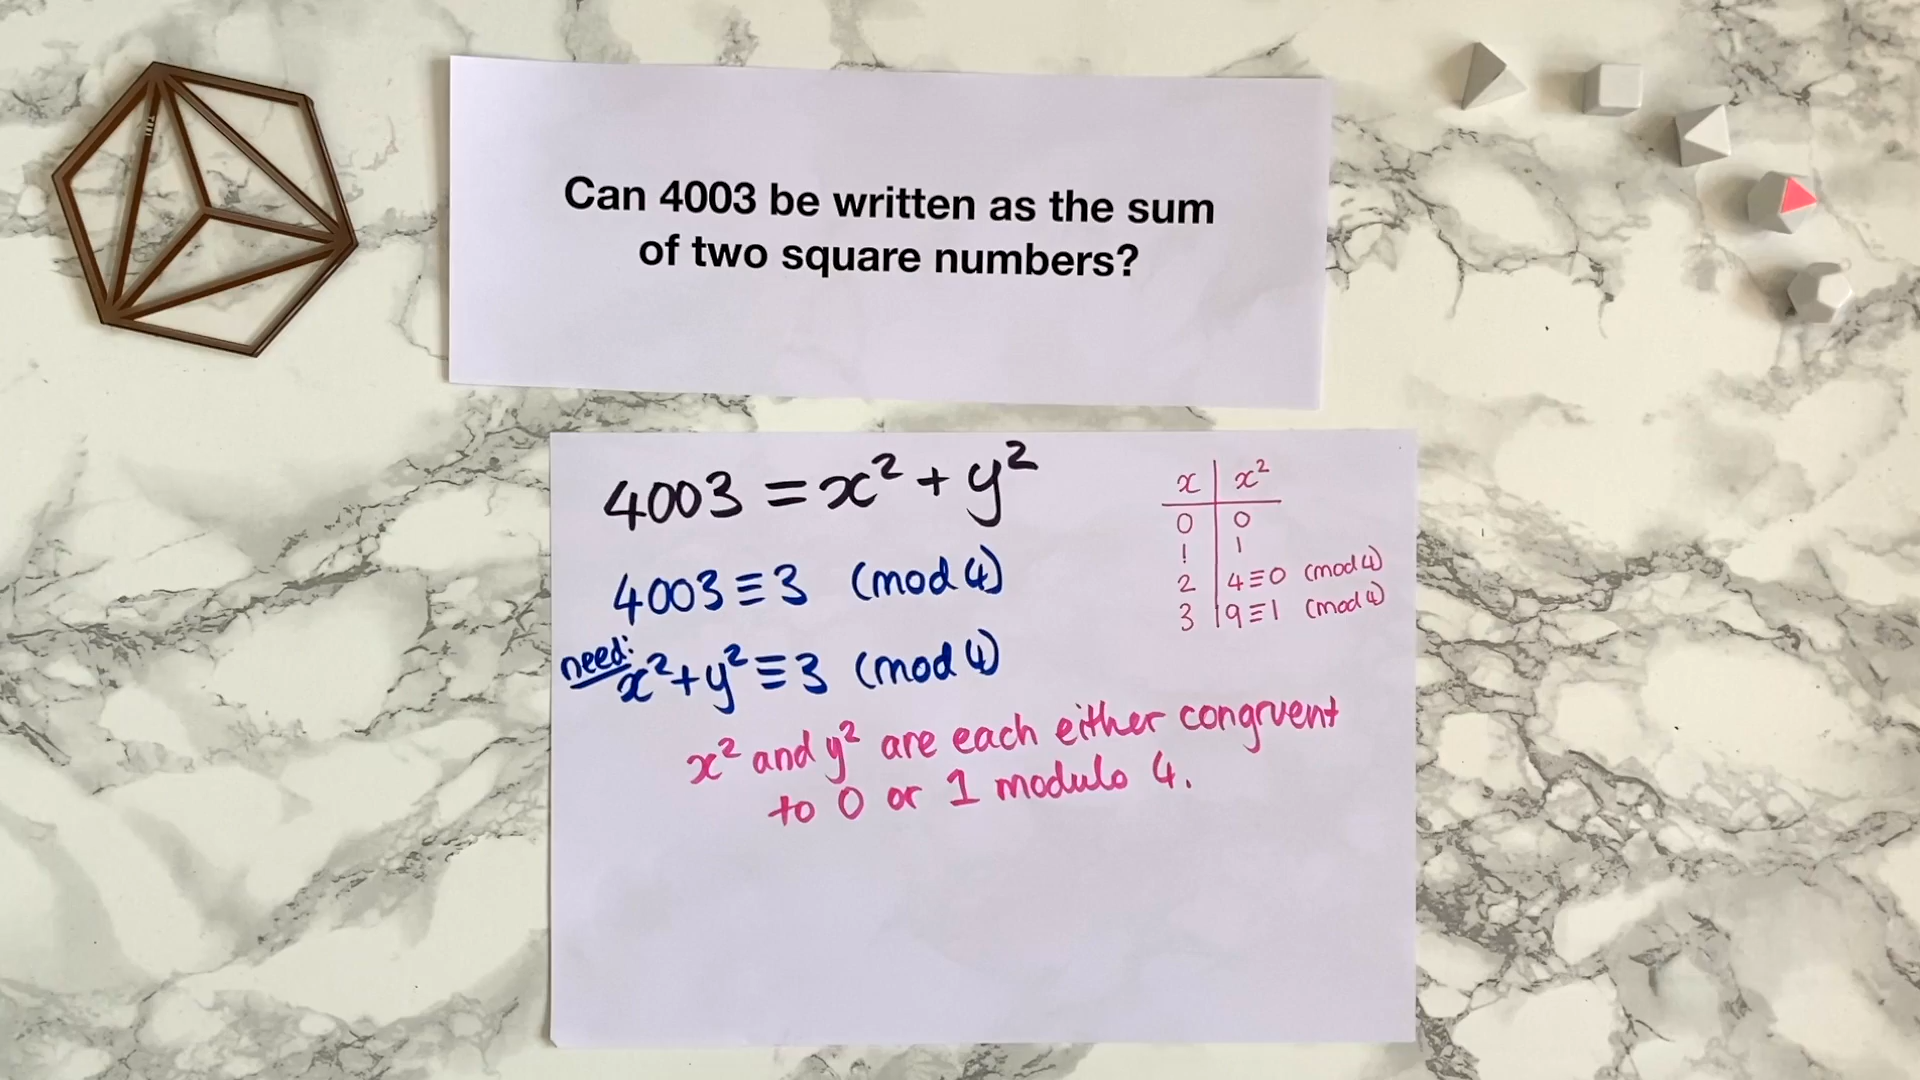 Can 4003 be written as the sum
of two square numbers?
4003 = x² + y²
4003 ≡ 3 (mod 4)
need: x² + y² ≡ 3 (mod 4)
x | x²
0 | 0
1 | 1
2 | 4 ≡ 0 (mod 4)
3 | 9 ≡ 1 (mod 4)
x² and y² are each either congruent
to 0 or 1 modulo 4.